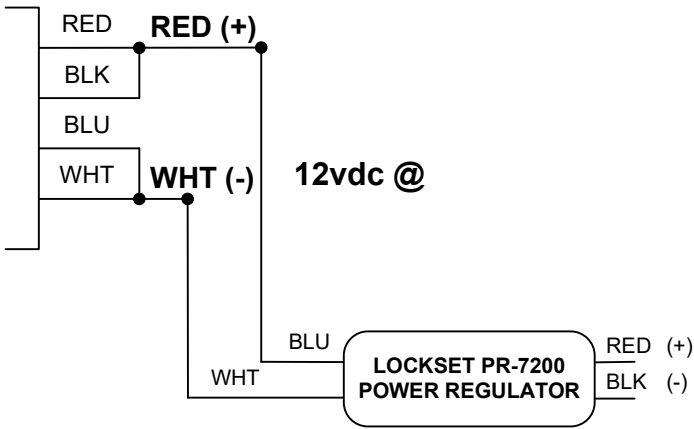 RED
RED (+)
BLK
BLU
WHT
WHT (-)
12vdc @
BLU
WHT
LOCKSET PR-7200
POWER REGULATOR
RED (+)
BLK (-)